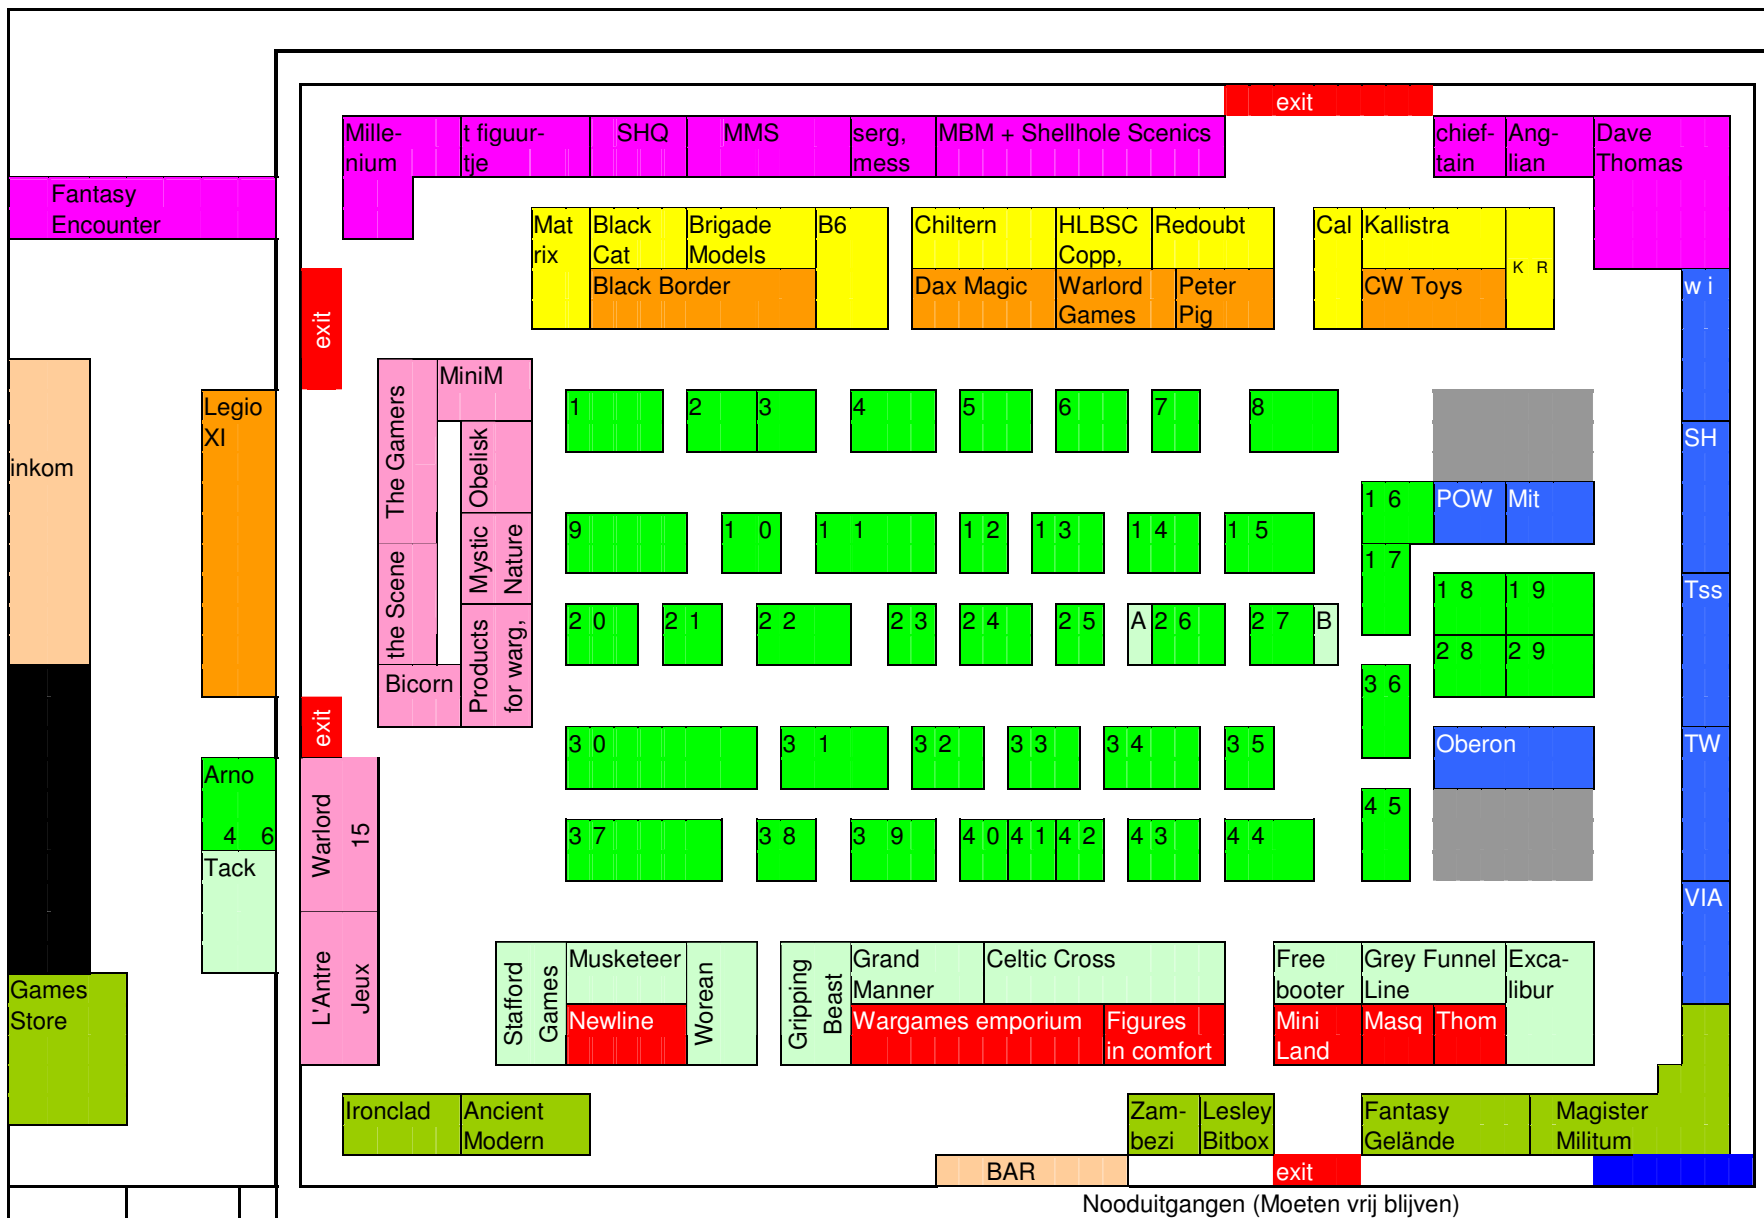 exit
Mille-
nium
t figuur-
tje
SHQ
MMS
serg,
mess
MBM + Shellhole Scenics
chief-
tain
Ang-
lian
Dave
Thomas
Fantasy
Encounter
Mat
rix
Black
Cat
Brigade
Models
B6
Chiltern
HLBSC
Copp,
Redoubt
Cal
Kallistra
K R
Black Border
Dax Magic
Warlord
Games
Peter
Pig
CW Toys
w i
exit
inkom
Legio
XI
The Gamers
MiniM
Obelisk
1
2
3
4
5
6
7
8
SH
Mystic
Nature
9
1 0
1 1
1 2
1 3
1 4
1 5
1 6
POW
Mit
1 7
the Scene
Products
for warg,
Bicorn
2 0
2 1
2 2
2 3
2 4
2 5
A
2 6
2 7
B
1 8
1 9
2 8
2 9
Tss
3 6
exit
3 0
3 1
3 2
3 3
3 4
3 5
Oberon
TW
Arno
4 6
Tack
Warlord
15
3 7
3 8
3 9
4 0
4 1
4 2
4 3
4 4
4 5
VIA
L'Antre
Jeux
Games
Store
Stafford
Games
Musketeer
Newline
Worean
Gripping
Beast
Grand
Manner
Celtic Cross
Wargames emporium
Figures
in comfort
Free
booter
Grey Funnel
Line
Exca-
libur
Mini
Land
Masq
Thom
Ironclad
Ancient
Modern
Zam-
bezi
Lesley
Bitbox
Fantasy
Gelände
Magister
Militum
BAR
exit
Nooduitgangen (Moeten vrij blijven)